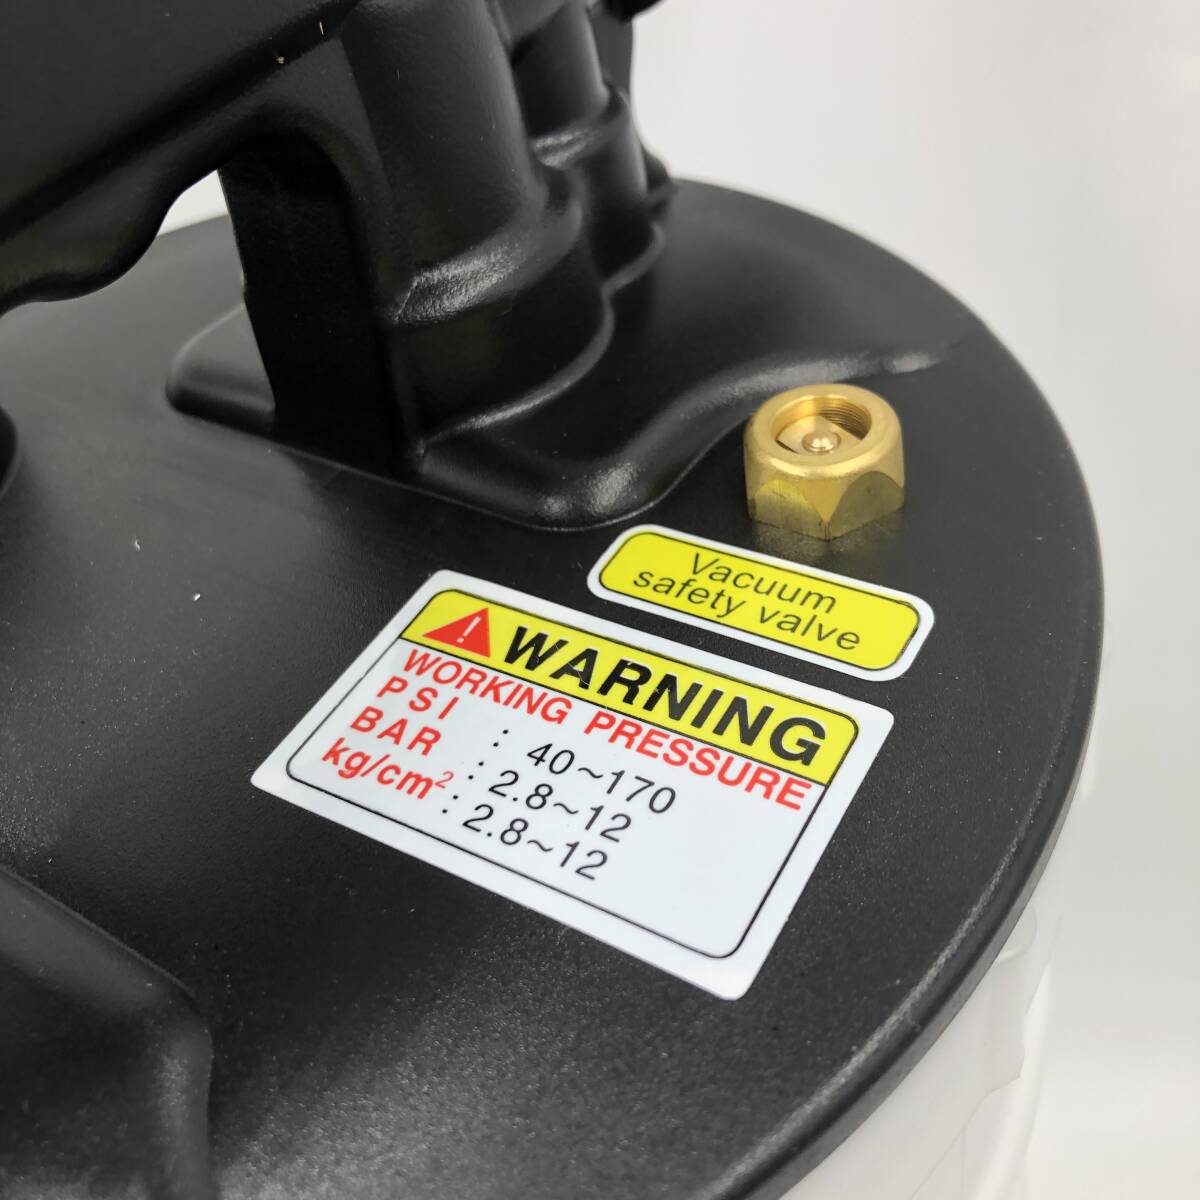 Vacuum
safety valve
! WARNING
WORKING PRESSURE
PSI : 40~170
BAR : 2.8~12
kg/cm² : 2.8~12